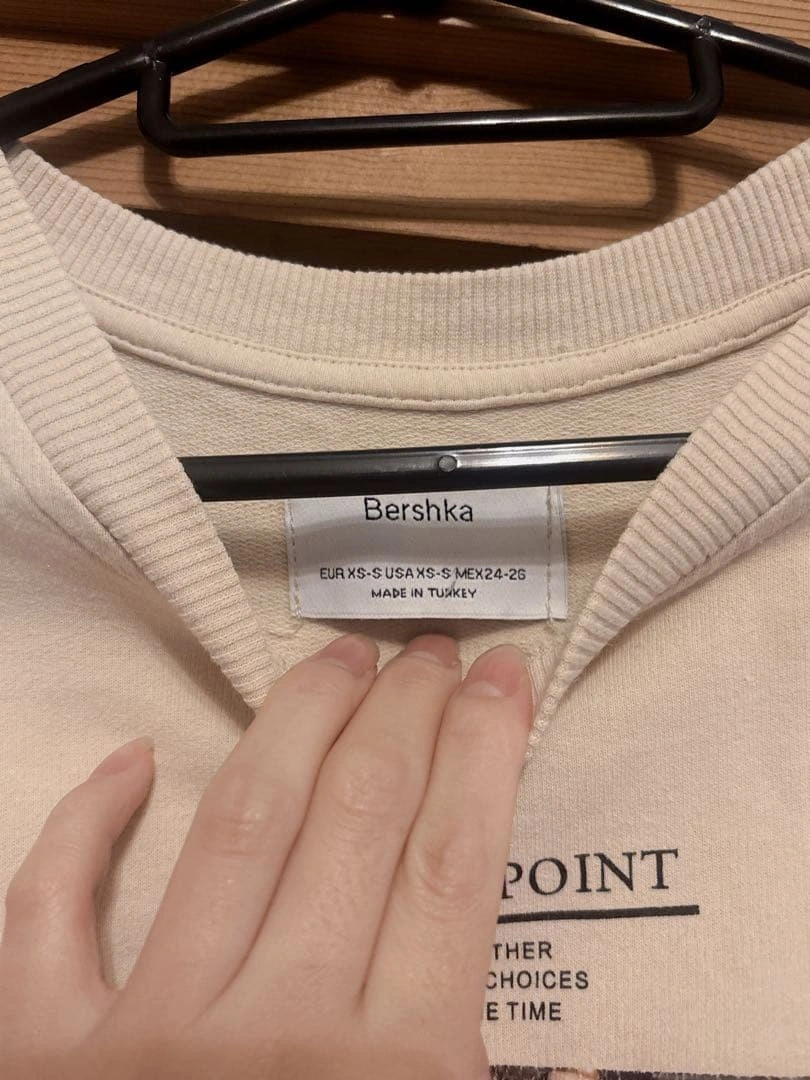 Bershka
EUR XS-S USA XS-S MEX 24-26
MADE IN TURKEY
POINT
THER
CHOICES
E TIME